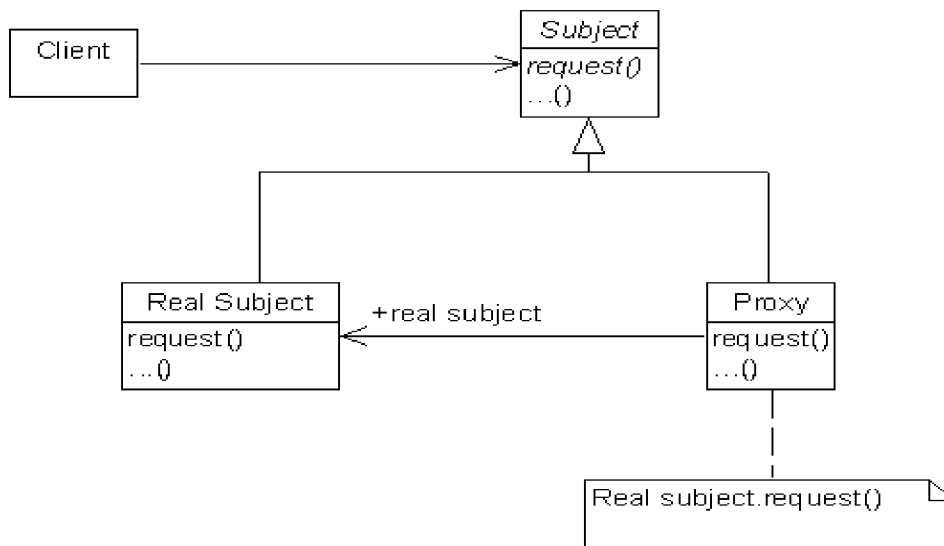 Subject
Client
request()
...()
Real Subject
Proxy
+real subject
request()
request()
...()
...()
Real subject.request()